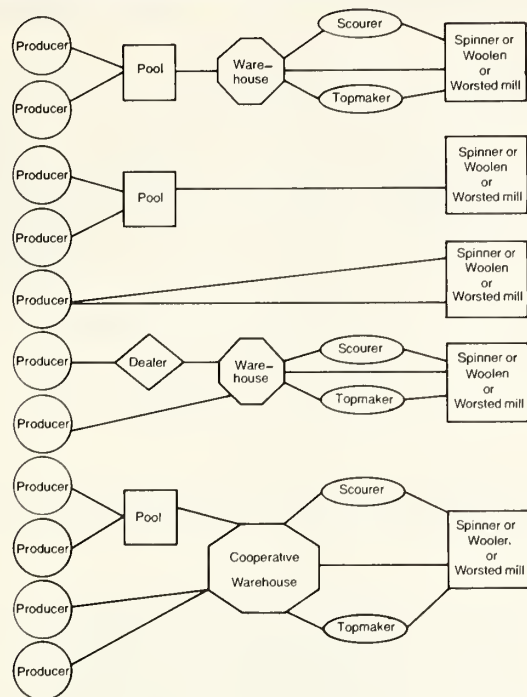 Producer
Producer
Pool
Ware-
house
Scourer
Topmaker
Spinner or
Woolen
or
Worsted mill
Producer
Producer
Pool
Spinner or
Woolen
or
Worsted mill
Producer
Spinner or
Woolen
or
Worsted mill
Producer
Dealer
Producer
Ware-
house
Scourer
Topmaker
Spinner or
Woolen
or
Worsted mill
Producer
Producer
Pool
Producer
Producer
Cooperative
Warehouse
Scourer
Topmaker
Spinner or
Wooler.
or
Worsted mill